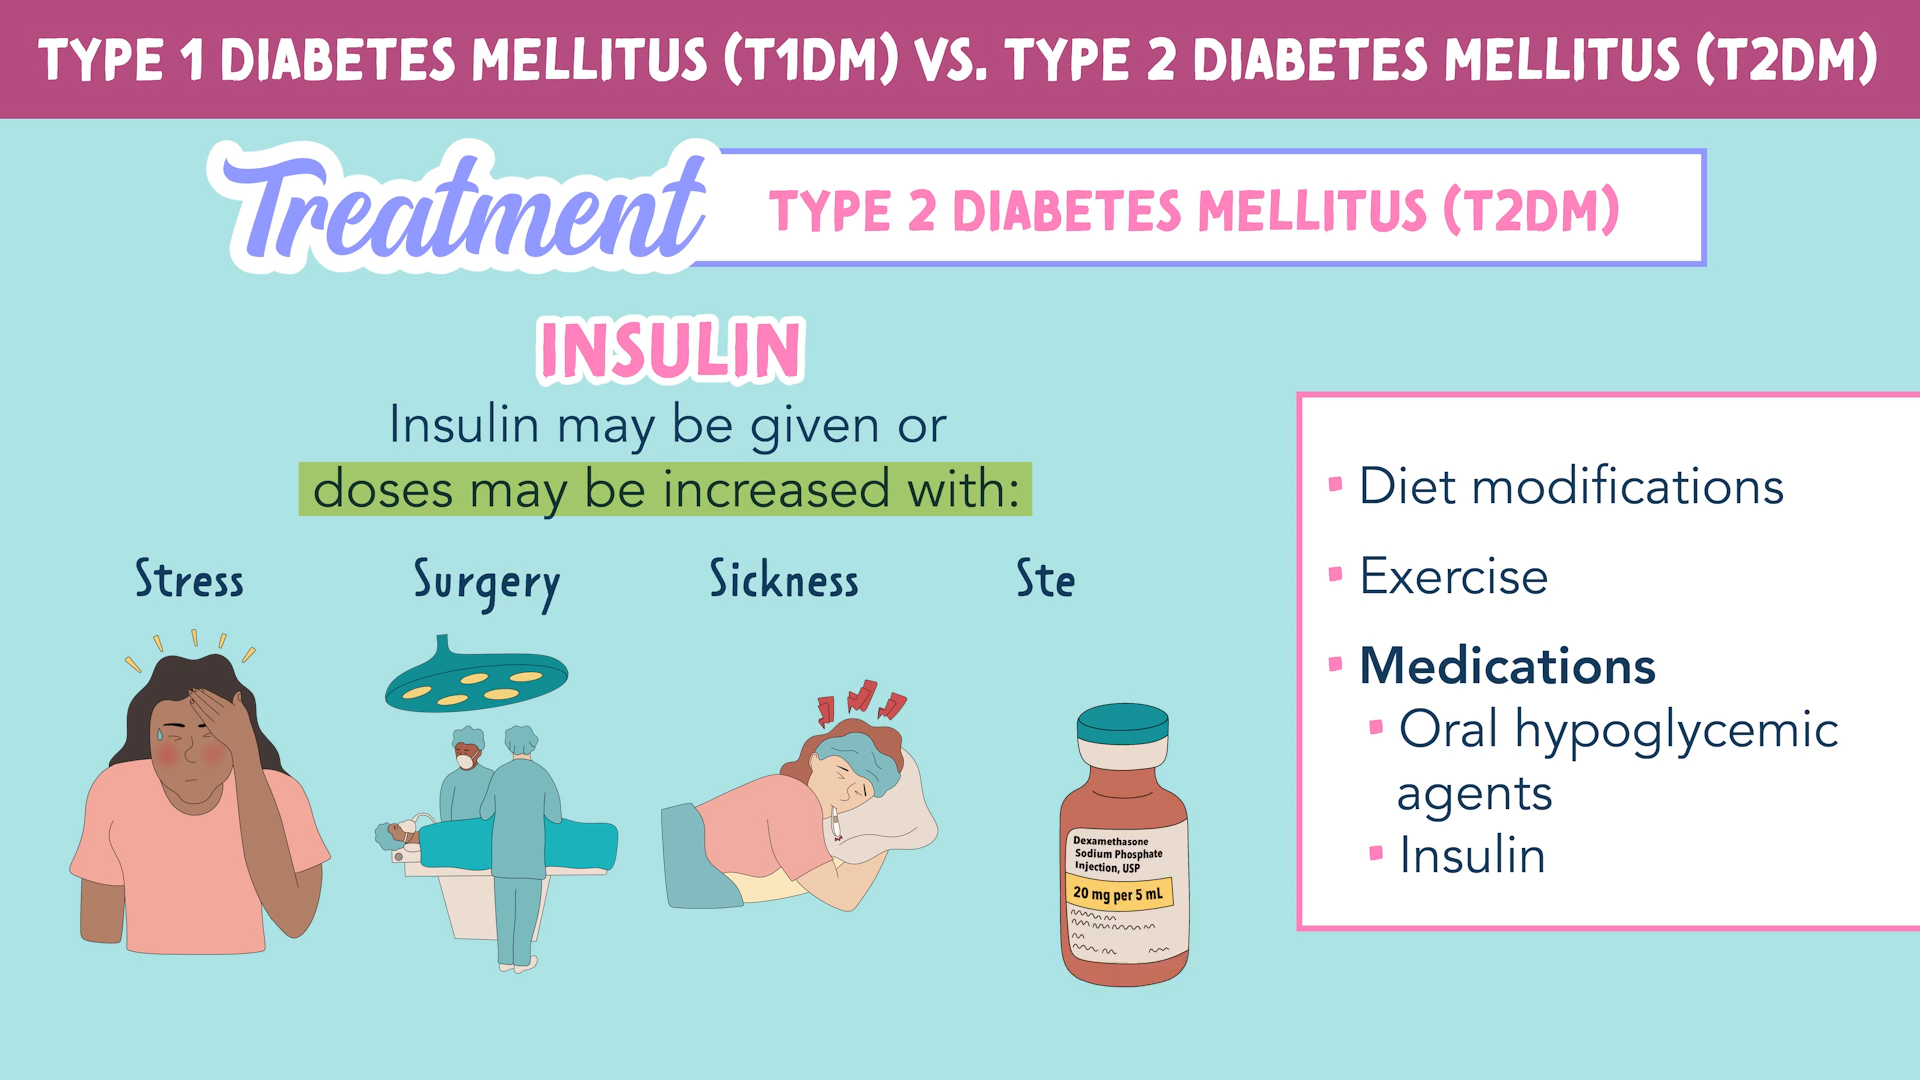 TYPE 1 DIABETES MELLITUS (T1DM) VS. TYPE 2 DIABETES MELLITUS (T2DM)
Treatment
TYPE 2 DIABETES MELLITUS (T2DM)
INSULIN
Insulin may be given or
doses may be increased with:
Stress
Surgery
Sickness
Ste
Dexamethasone
Sodium Phosphate
Injection, USP
20 mg per 5 mL
▪ Diet modifications
▪ Exercise
▪ Medications
▪ Oral hypoglycemic
agents
▪ Insulin